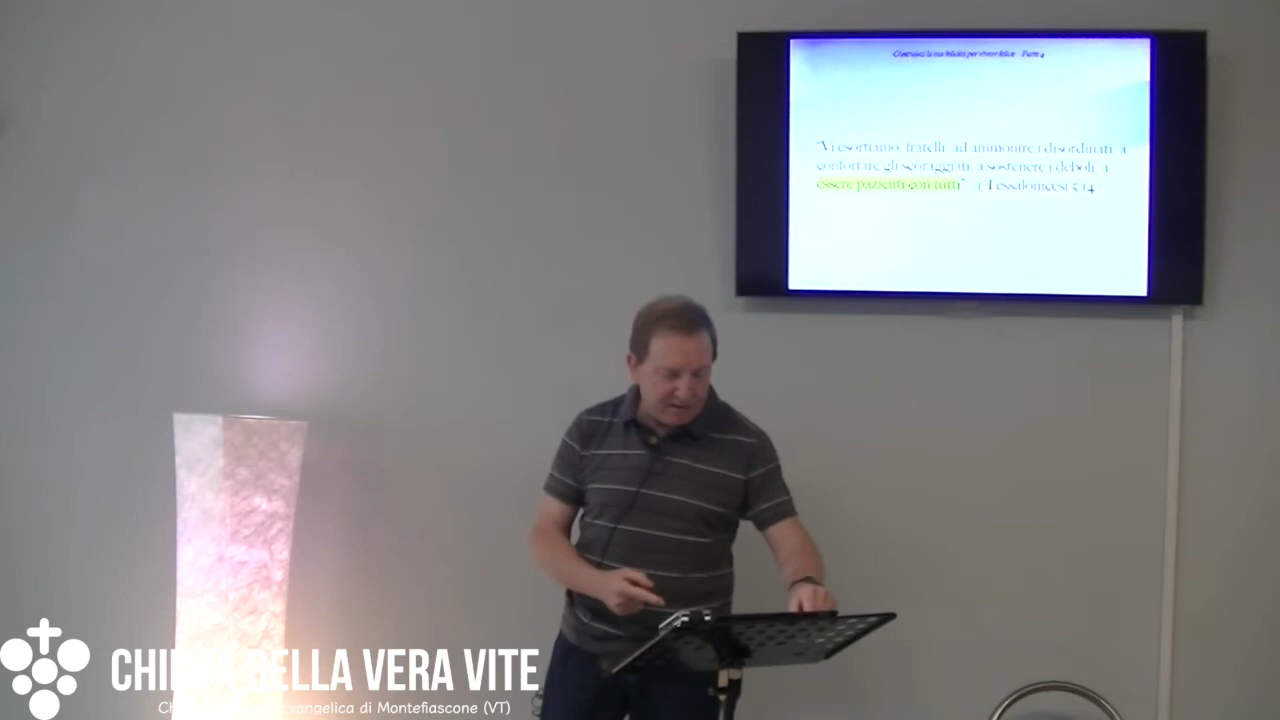 Costruisci la tua felicità per vivere felice Parte 4
"Vi esortiamo, fratelli, ad ammonire i disordinati, a
confortare gli scoraggiati, a sostenere i deboli, a
essere pazienti con tutti" 1 Tessalonicesi 5:14
CHIESA DELLA VERA VITE
Evangelica di Montefiascone (VT)